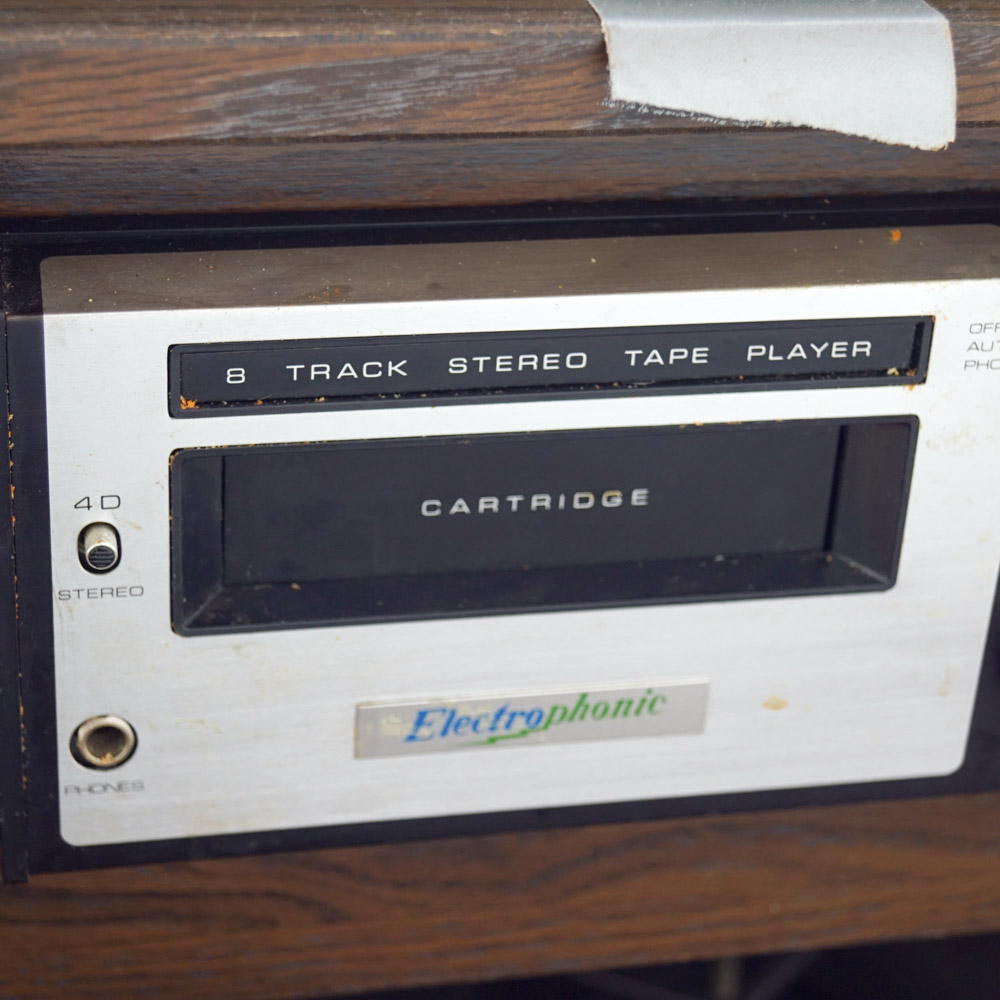 8 TRACK STEREO TAPE PLAYER
CARTRIDGE
4D
STEREO
PHONES
Electrophonic